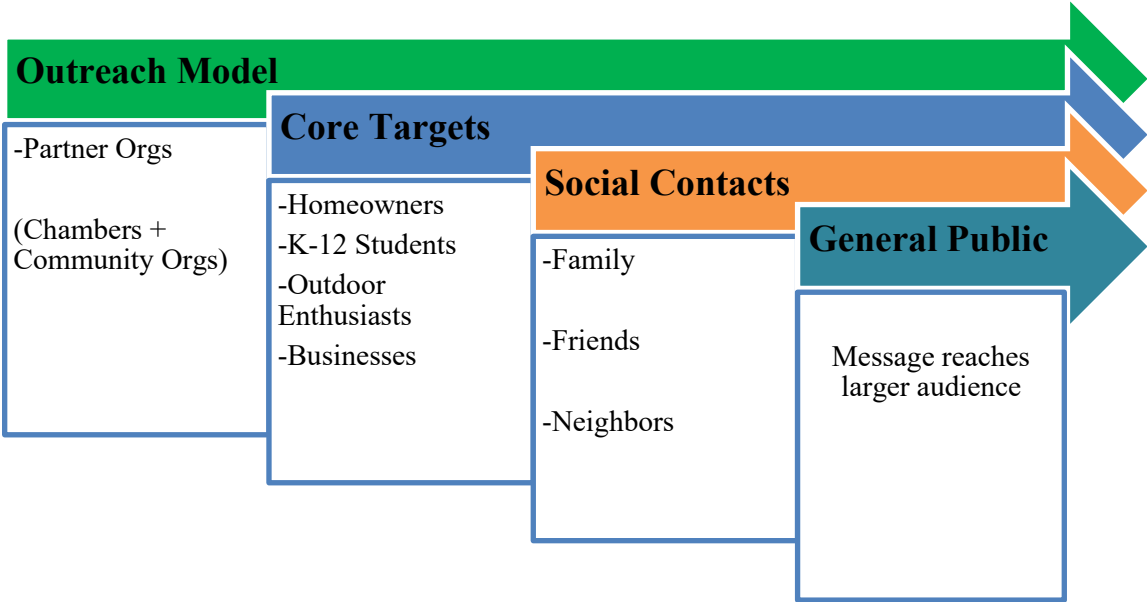 Outreach Model
-Partner Orgs
(Chambers +
Community Orgs)
Core Targets
-Homeowners
-K-12 Students
-Outdoor
Enthusiasts
-Businesses
Social Contacts
-Family
-Friends
-Neighbors
General Public
Message reaches
larger audience